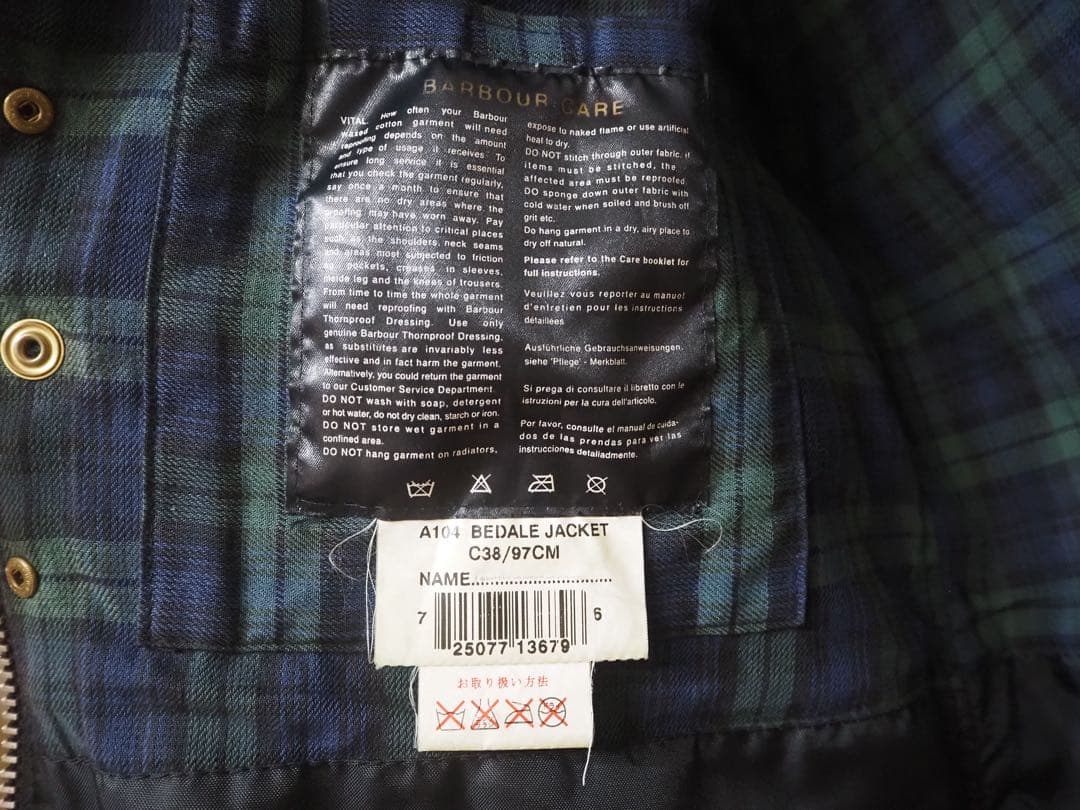 BARBOUR CARE
VITAL. How often your Barbour
waxed cotton garment will need
reproofing depends on the amount
and type of usage it receives To
ensure long service it is essential
that you check the garment regularly,
say once a month to ensure that
there are no dry areas where the
proofing may have worn away. Pay
particular attention to critical places
such as the shoulders, neck seams
and areas most subjected to friction
eg. pockets, creases in sleeves,
inside leg and the knees of trousers.
From time to time the whole garment
will need reproofing with Barbour
Thornproof Dressing. Use only
genuine Barbour Thornproof Dressing,
as substitutes are invariably less
effective and in fact harm the garment.
Alternatively, you could return the garment
to our Customer Service Department.
DO NOT wash with soap, detergent
or hot water, do not dry clean, starch or iron.
DO NOT store wet garment in a
confined area.
DO NOT hang garment on radiators,
expose to naked flame or use artificial
heat to dry.
DO NOT stitch through outer fabric, if
items must be stitched, the
affected area must be reproofed.
DO sponge down outer fabric with
cold water when soiled and brush off
grit etc.
Do hang garment in a dry, airy place to
dry off natural.
Please refer to the Care booklet for
full instructions.
Veuillez vous reporter au manuel
d'entretien pour les instructions
détaillées
Ausführliche Gebrauchsanweisungen.
siehe 'Pflege' - Merkblatt.
Si prega di consultare il libretto con le
istruzioni per la cura dell'articolo.
Por favor, consulte el manual de cuida-
dos de las prendas para ver las
instrucciones detaliadmente.
A104 BEDALE JACKET
C38/97CM
NAME..............................
7 25077 13679 6
お取り扱い方法